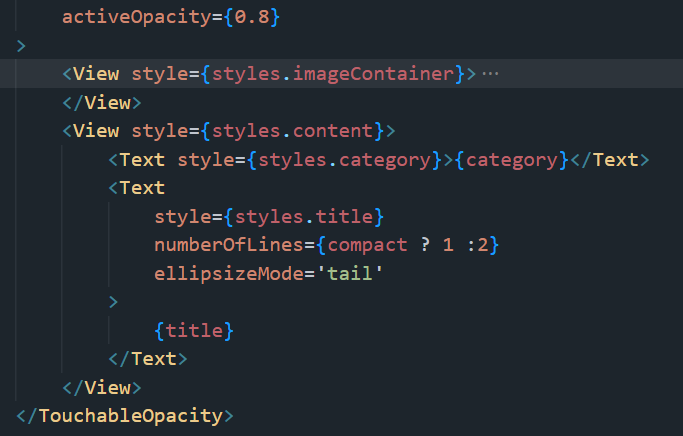 activeOpacity={0.8}
>
<View style={styles.imageContainer}>…
</View>
<View style={styles.content}>
<Text style={styles.category}>{category}</Text>
<Text
style={styles.title}
numberOfLines={compact ? 1 :2}
ellipsizeMode='tail'
>
{title}
</Text>
</View>
</TouchableOpacity>